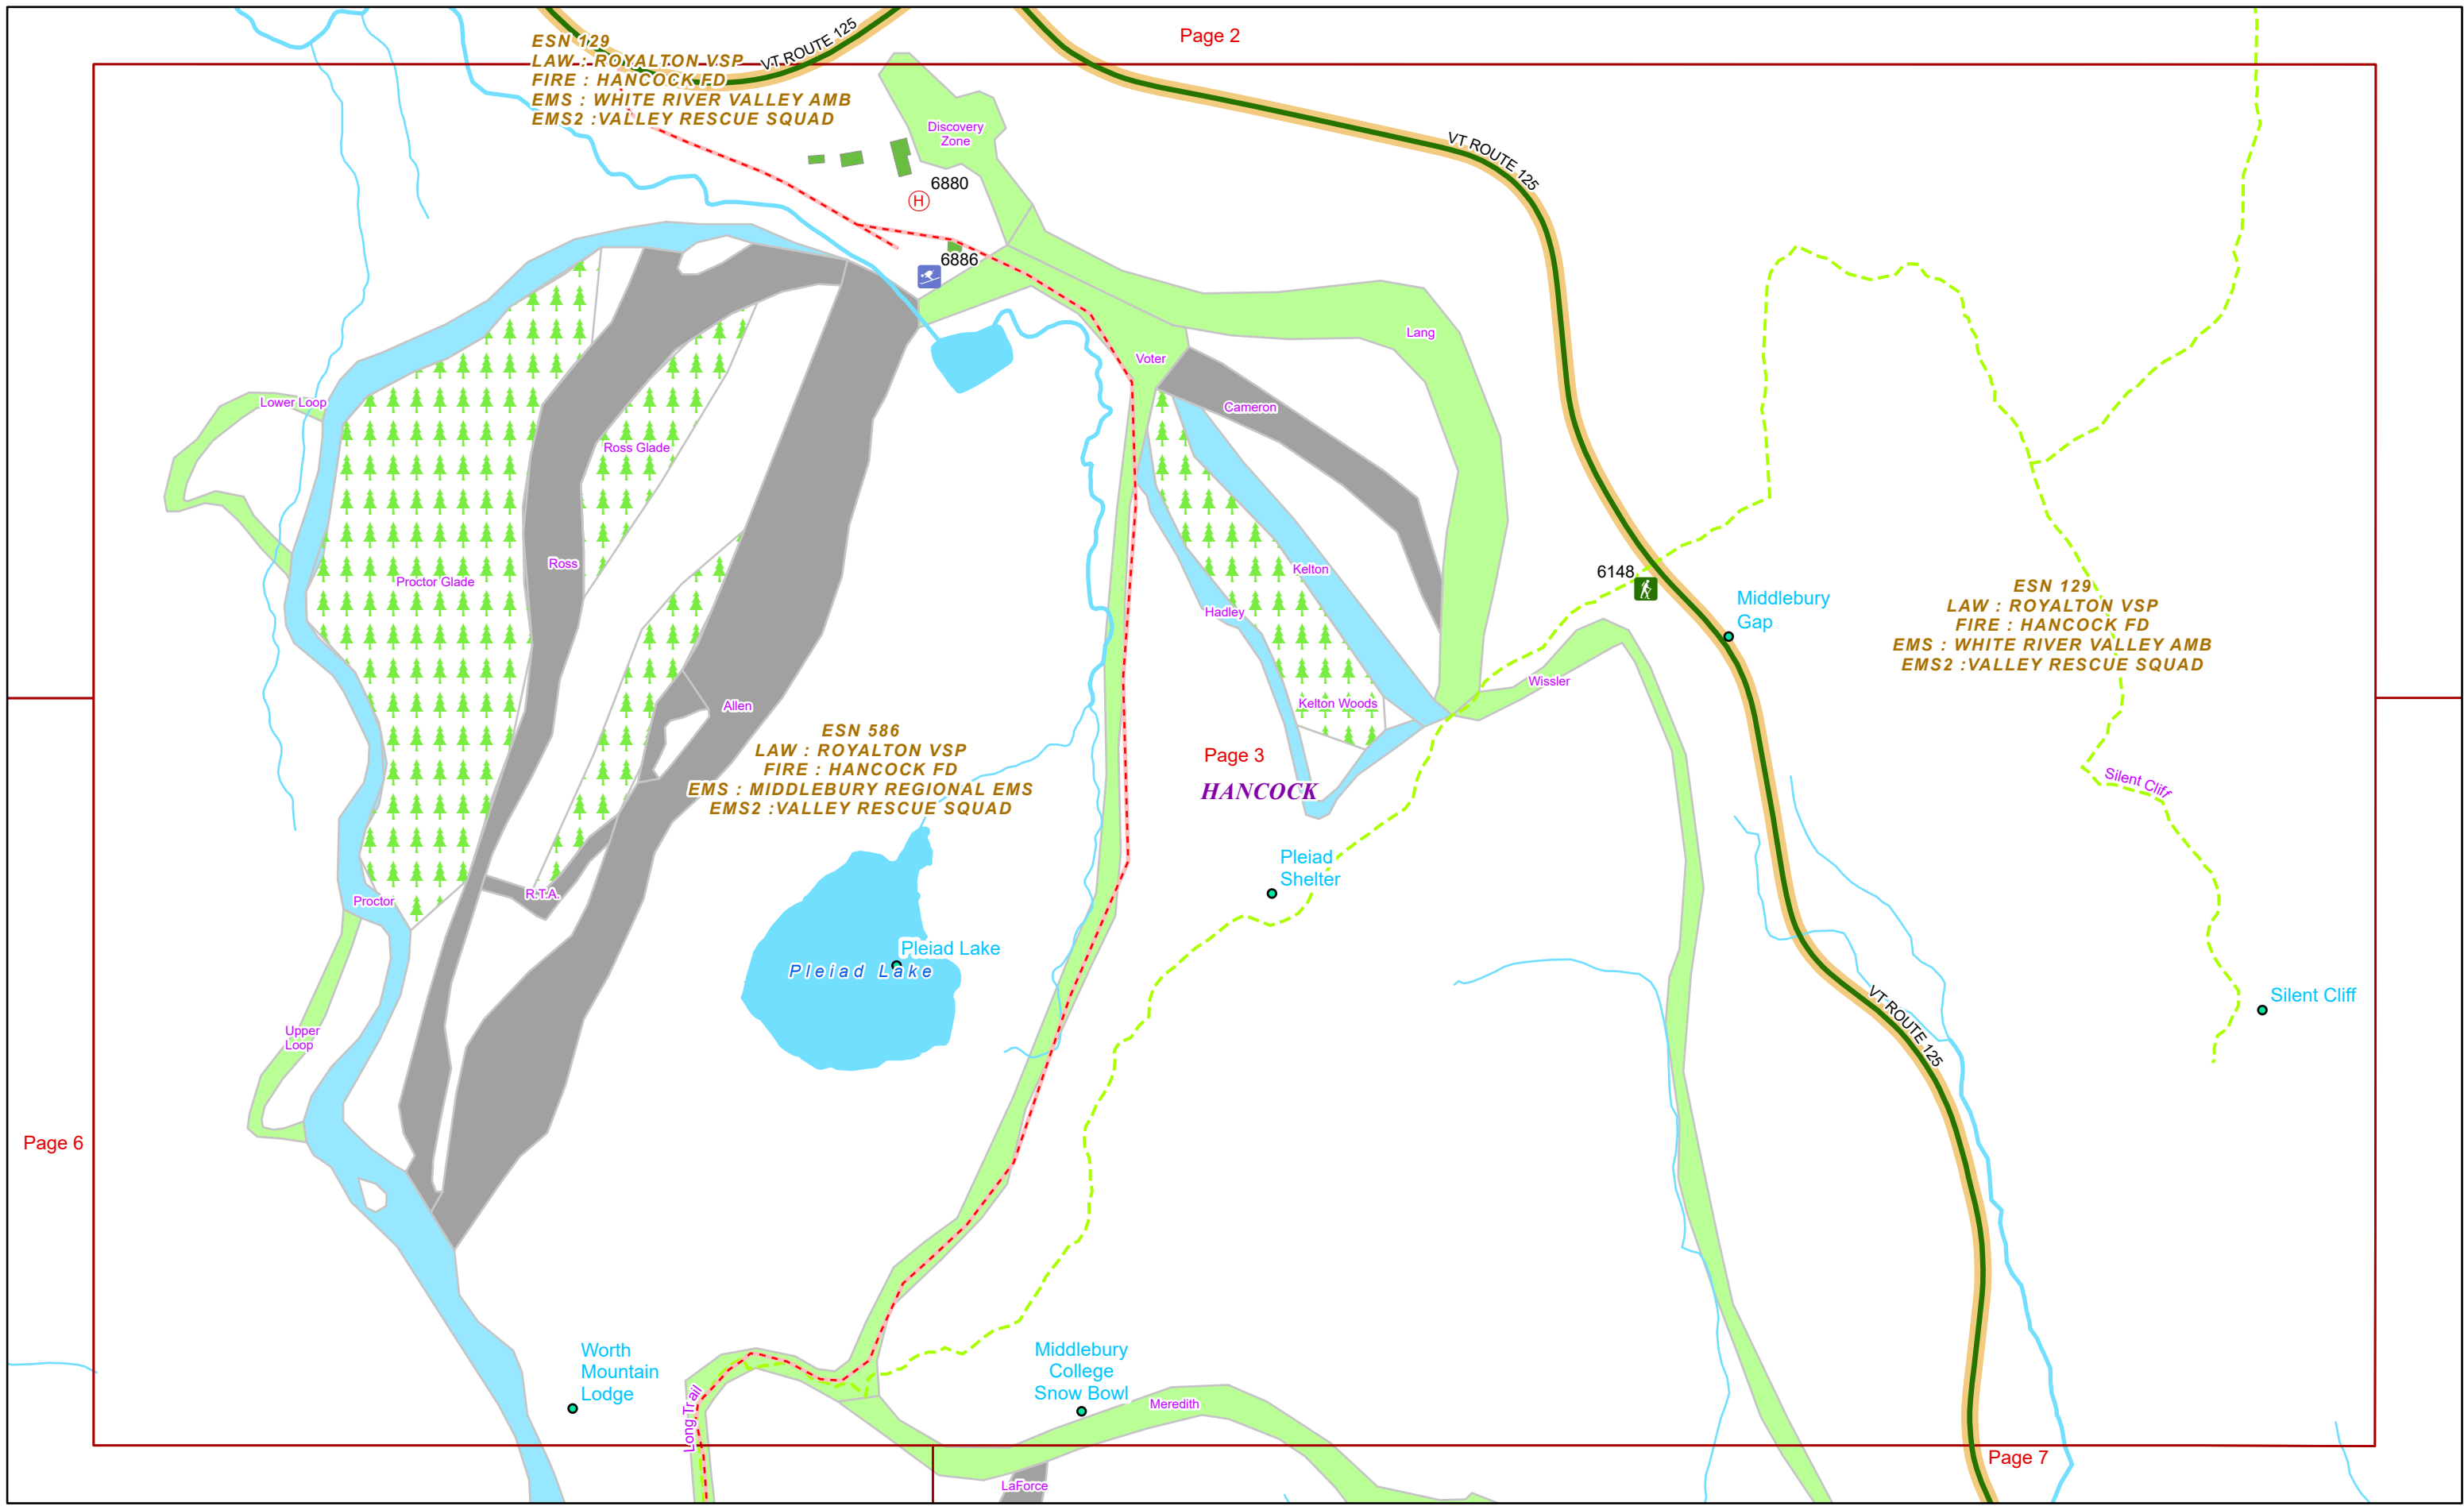 Page 2
VT ROUTE 125
ESN 129
LAW : ROYALTON VSP
FIRE : HANCOCK FD
EMS : WHITE RIVER VALLEY AMB
EMS2 :VALLEY RESCUE SQUAD
Discovery
Zone
VT ROUTE 125
6880
H
6886
Lang
Voter
Lower Loop
Cameron
Ross Glade
Ross
Proctor Glade
Kelton
6148
Hadley
Middlebury
Gap
ESN 129
LAW : ROYALTON VSP
FIRE : HANCOCK FD
EMS : WHITE RIVER VALLEY AMB
EMS2 :VALLEY RESCUE SQUAD
Wissler
Kelton Woods
Allen
ESN 586
LAW : ROYALTON VSP
FIRE : HANCOCK FD
EMS : MIDDLEBURY REGIONAL EMS
EMS2 :VALLEY RESCUE SQUAD
Page 3
HANCOCK
Silent Cliff
Pleiad
Shelter
R.T.A.
Proctor
Pleiad Lake
Pleiad Lake
Silent Cliff
VT ROUTE 125
Upper
Loop
Page 6
Worth
Mountain
Lodge
Middlebury
College
Snow Bowl
Long Trail
Meredith
Page 7
LaForce